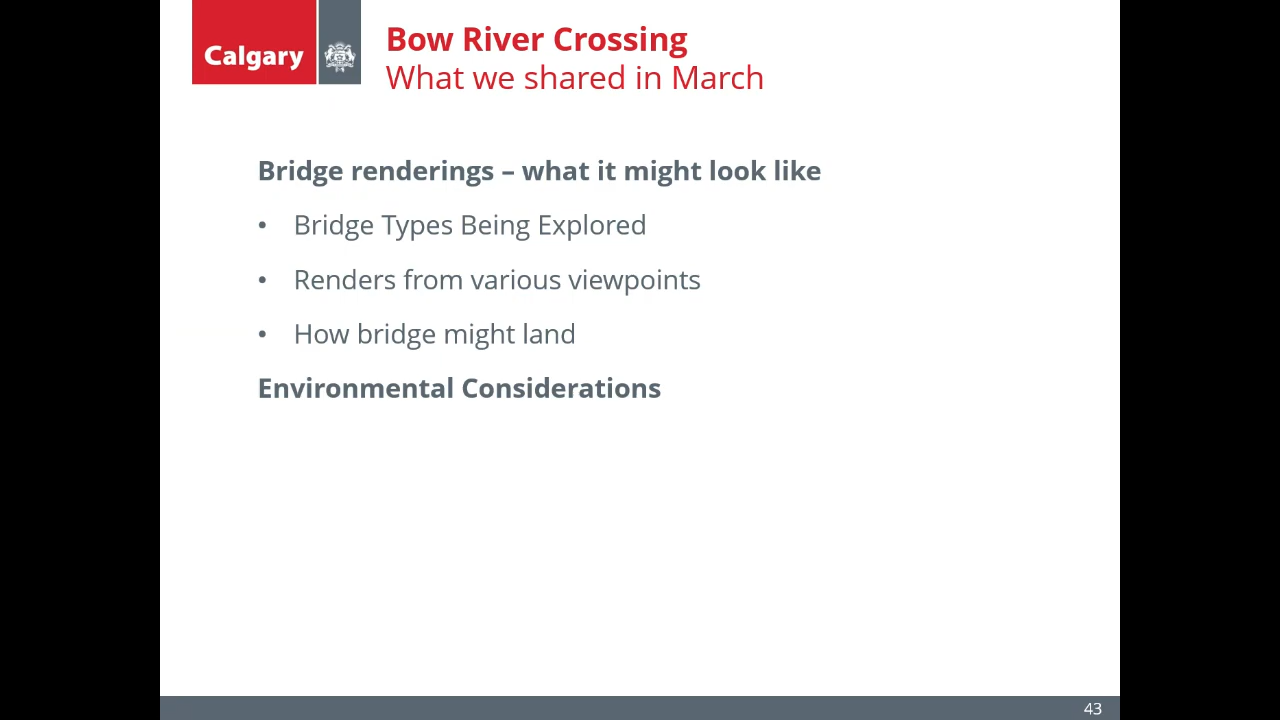 Calgary
Bow River Crossing
What we shared in March
Bridge renderings – what it might look like
• Bridge Types Being Explored
• Renders from various viewpoints
• How bridge might land
Environmental Considerations
43